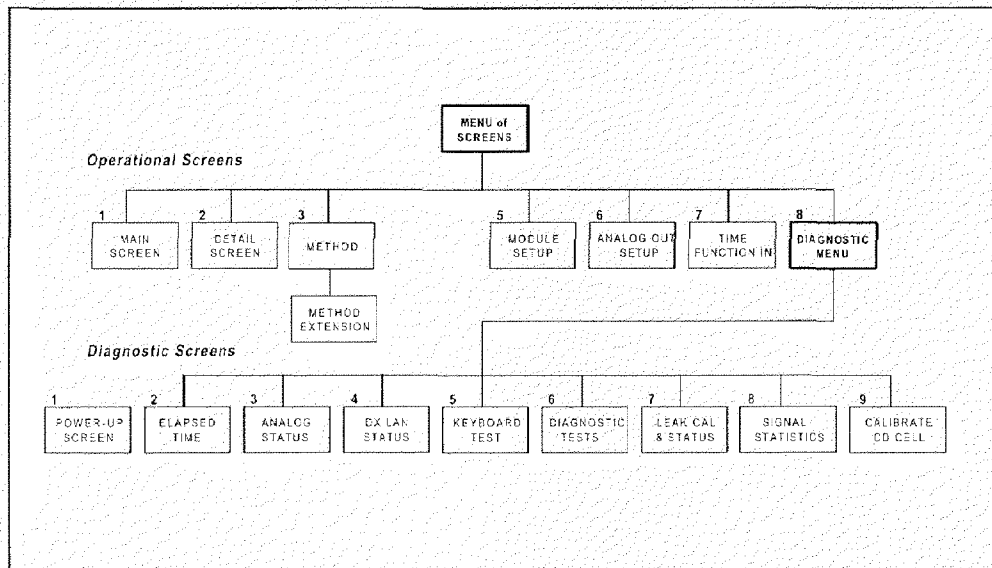 MENU of
SCREENS
Operational Screens
1
MAIN
SCREEN
2
DETAIL
SCREEN
3
METHOD
5
MODULE
SETUP
6
ANALOG OUT
SETUP
7
TIME
FUNCTION IN
8
DIAGNOSTIC
MENU
METHOD
EXTENSION
Diagnostic Screens
1
POWER-UP
SCREEN
2
ELAPSED
TIME
3
ANALOG
STATUS
4
DX LAN
STATUS
5
KEYBOARD
TEST
6
DIAGNOSTIC
TESTS
7
LEAK CAL
& STATUS
8
SIGNAL
STATISTICS
9
CALIBRATE
CD CELL